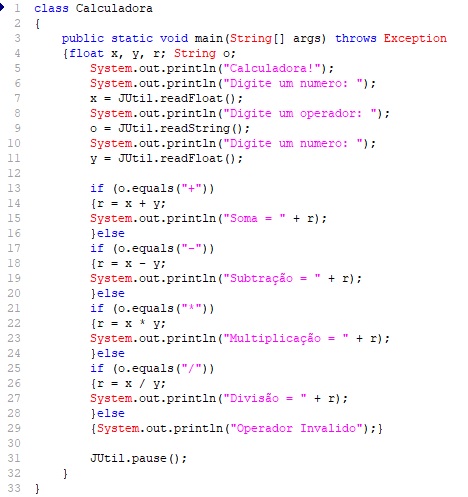 1 class Calculadora
2 {
3     public static void main(String[] args) throws Exception
4     {float x, y, r; String o;
5         System.out.println("Calculadora!");
6         System.out.println("Digite um numero: ");
7         x = JUtil.readFloat();
8         System.out.println("Digite um operador: ");
9         o = JUtil.readString();
10         System.out.println("Digite um numero: ");
11         y = JUtil.readFloat();
12
13         if (o.equals("+"))
14         {r = x + y;
15         System.out.println("Soma = " + r);
16         }else
17         if (o.equals("-"))
18         {r = x - y;
19         System.out.println("Subtração = " + r);
20         }else
21         if (o.equals("*"))
22         {r = x * y;
23         System.out.println("Multiplicação = " + r);
24         }else
25         if (o.equals("/"))
26         {r = x / y;
27         System.out.println("Divisão = " + r);
28         }else
29         {System.out.println("Operador Invalido");}
30
31         JUtil.pause();
32     }
33 }